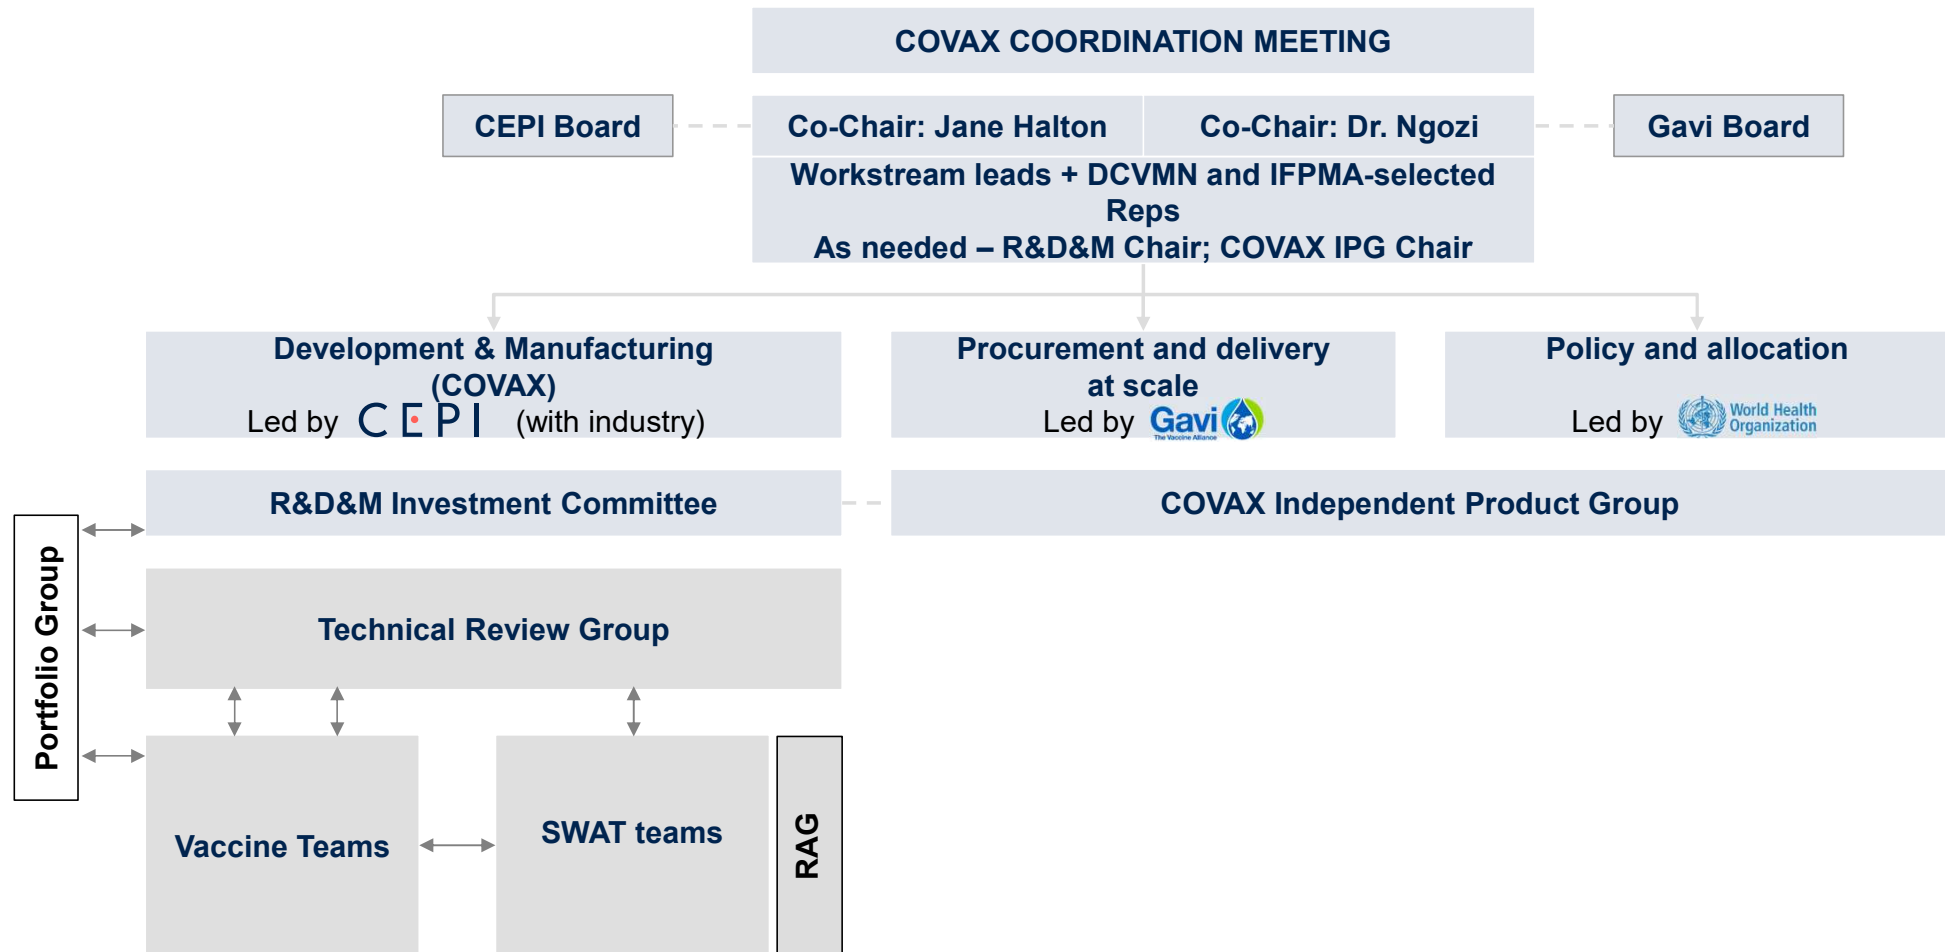 COVAX COORDINATION MEETING
CEPI Board
Co-Chair: Jane Halton
Co-Chair: Dr. Ngozi
Gavi Board
Workstream leads + DCVMN and IFPMA-selected
Reps
As needed – R&D&M Chair; COVAX IPG Chair
Development & Manufacturing
(COVAX)
Led by CEPI (with industry)
Procurement and delivery
at scale
Led by Gavi
The Vaccine Alliance
Policy and allocation
Led by World Health
Organization
R&D&M Investment Committee
COVAX Independent Product Group
Portfolio Group
Technical Review Group
Vaccine Teams
SWAT teams
RAG